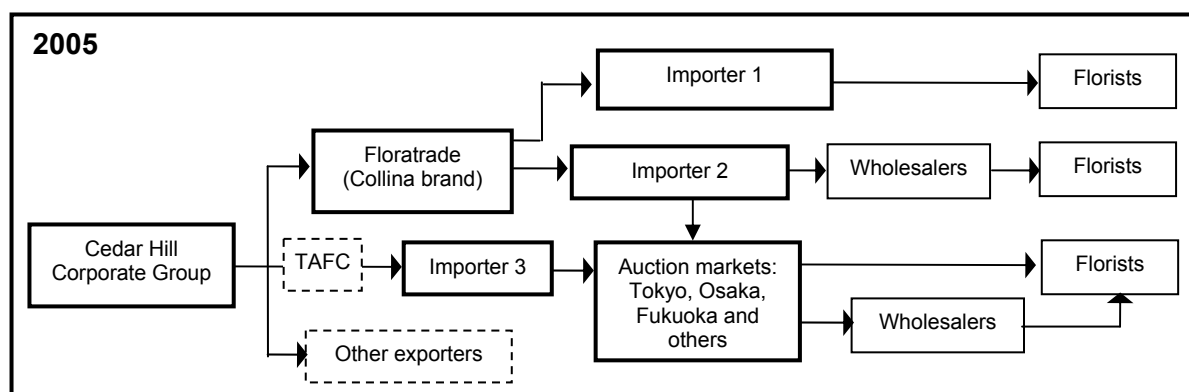 2005
Importer 1
Florists
Floratrade
(Collina brand)
Importer 2
Wholesalers
Florists
Cedar Hill
Corporate Group
TAFC
Importer 3
Auction markets:
Tokyo, Osaka,
Fukuoka and
others
Florists
Wholesalers
Other exporters